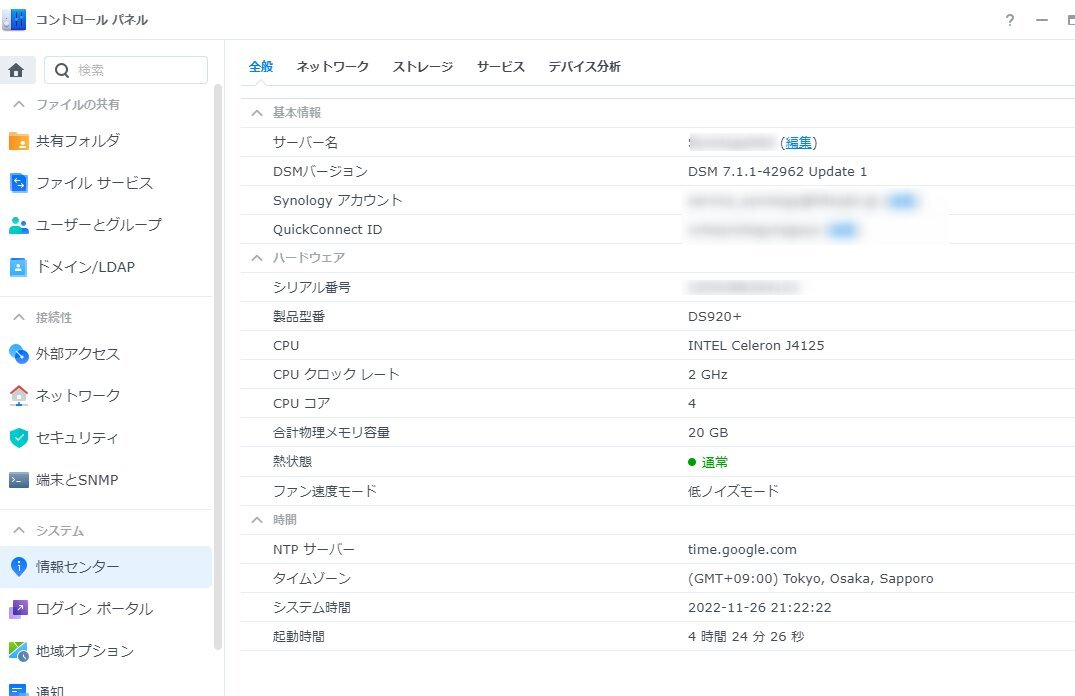 コントロール パネル
?
検索
ファイルの共有
共有フォルダ
ファイル サービス
ユーザーとグループ
ドメイン/LDAP
接続性
外部アクセス
ネットワーク
セキュリティ
端末とSNMP
システム
情報センター
ログイン ポータル
地域オプション
通知
全般 ネットワーク ストレージ サービス デバイス分析
基本情報
サーバー名 (編集)
DSMバージョン DSM 7.1.1-42962 Update 1
Synology アカウント
QuickConnect ID
ハードウェア
シリアル番号
製品型番 DS920+
CPU INTEL Celeron J4125
CPU クロック レート 2 GHz
CPU コア 4
合計物理メモリ容量 20 GB
熱状態 通常
ファン速度モード 低ノイズモード
時間
NTP サーバー time.google.com
タイムゾーン (GMT+09:00) Tokyo, Osaka, Sapporo
システム時間 2022-11-26 21:22:22
起動時間 4 時間 24 分 26 秒